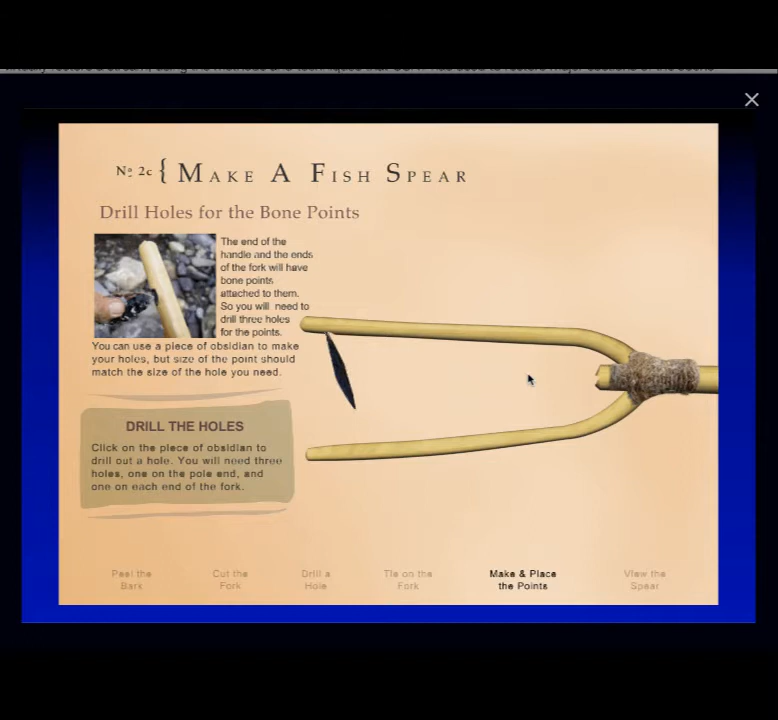 No 2c { MAKE A FISH SPEAR
Drill Holes for the Bone Points
The end of the
handle and the ends
of the fork will have
bone points
attached to them.
So you will need to
drill three holes
for the points.
You can use a piece of obsidian to make
your holes, but size of the point should
match the size of the hole you need.
DRILL THE HOLES
Click on the piece of obsidian to
drill out a hole. You will need three
holes, one on the pole end, and
one on each end of the fork.
Peel the
Bark
Cut the
Fork
Drill a
Hole
Tie on the
Fork
Make & Place
the Points
View the
Spear